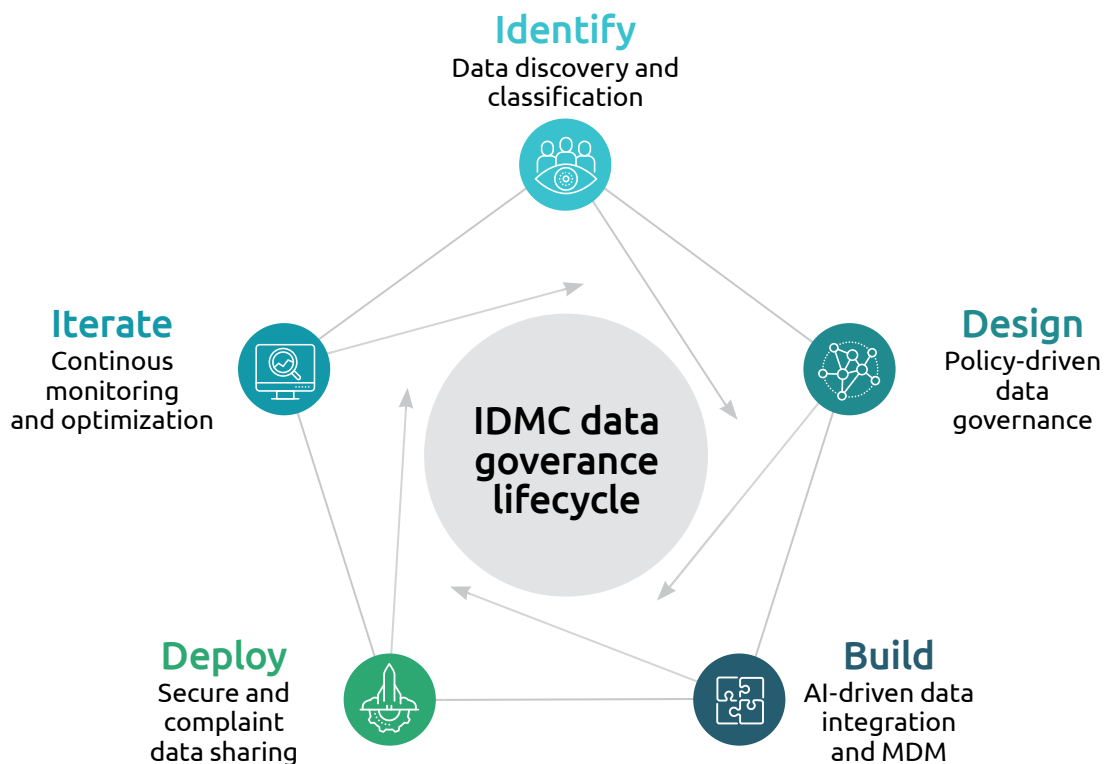 Identify
Data discovery and
classification
Iterate
Continous
monitoring
and optimization
Design
Policy-driven
data
governance
IDMC data
goverance
lifecycle
Deploy
Secure and
complaint
data sharing
Build
AI-driven data
integration
and MDM